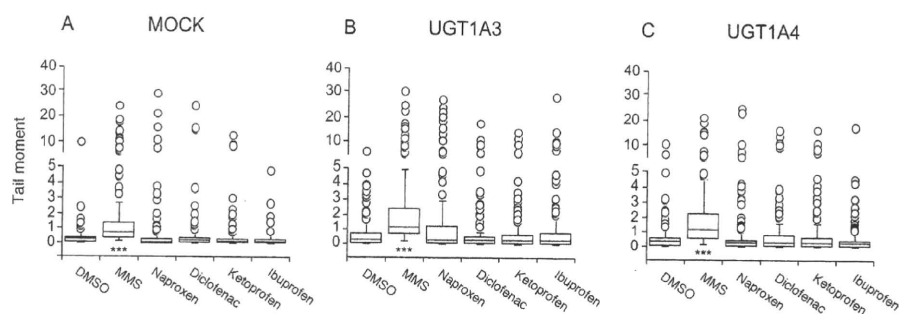 A MOCK
Tail moment
40
30
20
10
5
4
3
2
1
0
***
DMSO
MMS
Naproxen
Diclofenac
Ketoprofen
Ibuprofen
B UGT1A3
40
30
20
10
5
4
3
2
1
0
***
DMSO
MMS
Naproxen
Diclofenac
Ketoprofen
Ibuprofen
C UGT1A4
40
30
20
10
5
4
3
2
1
0
***
DMSO
MMS
Naproxen
Diclofenac
Ketoprofen
Ibuprofen